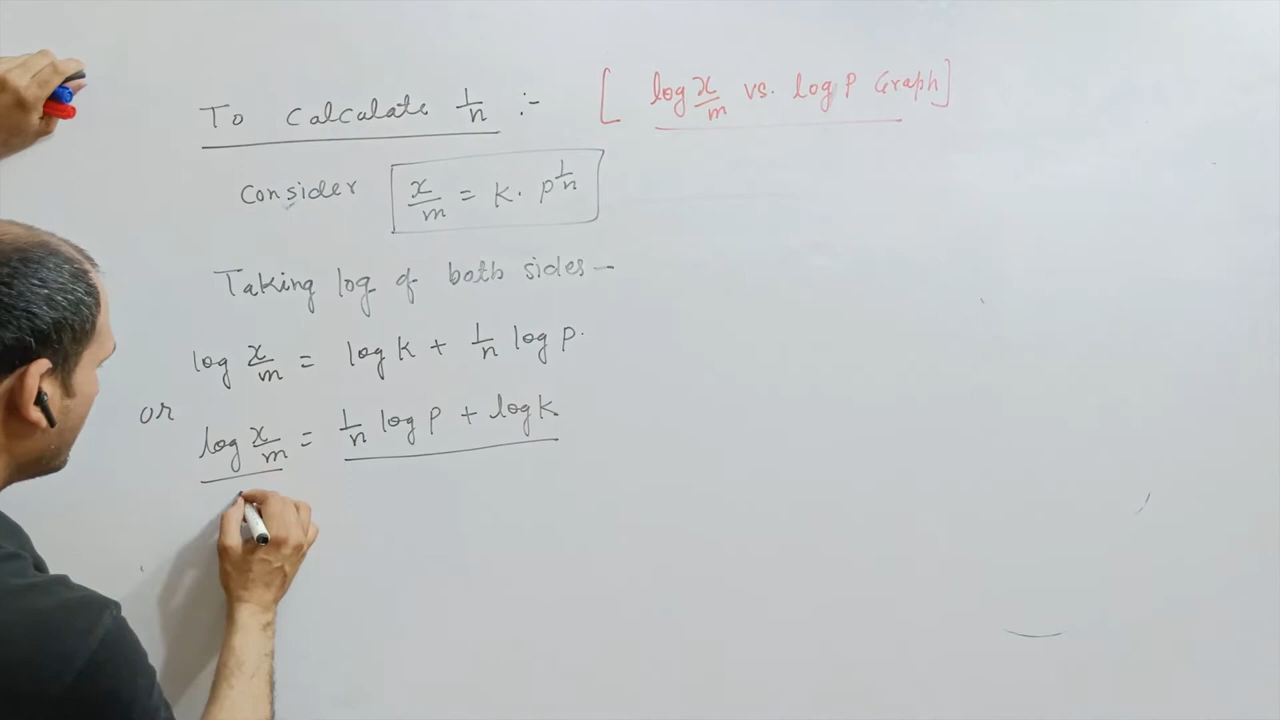 To calculate 1/n :- [ log x/m vs. log P Graph]
Consider x/m = k. P^1/n
Taking log of both sides -
log x/m = log k + 1/n log P.
or log x/m = 1/n log P + log k